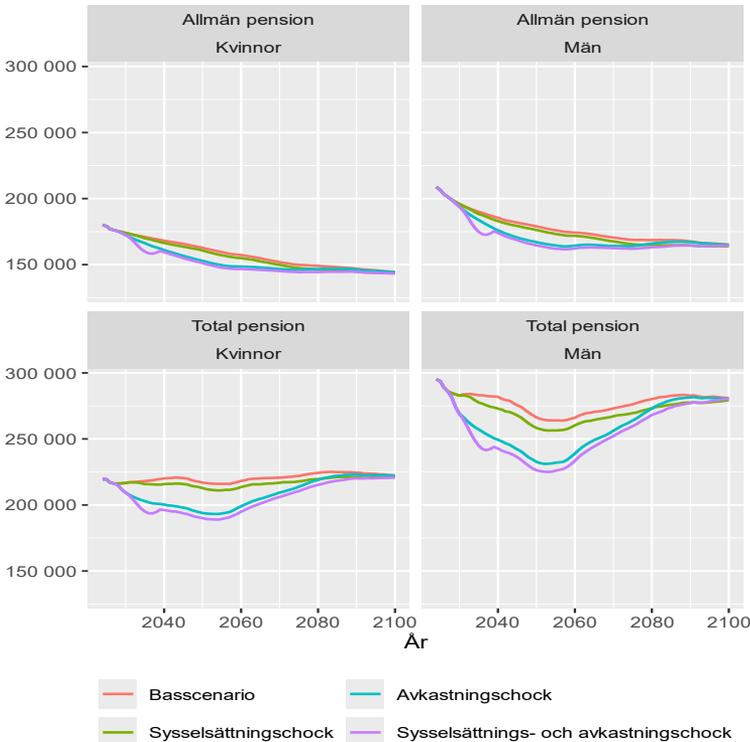 Allmän pension
Allmän pension
Kvinnor
Män
300 000
250 000
200 000
150 000
Total pension
Total pension
Kvinnor
Män
300 000
250 000
200 000
150 000
2040 2060 2080 2100 2040 2060 2080 2100
År
Basscenario
Avkastningschock
Sysselsättningschock
Sysselsättnings- och avkastningschock